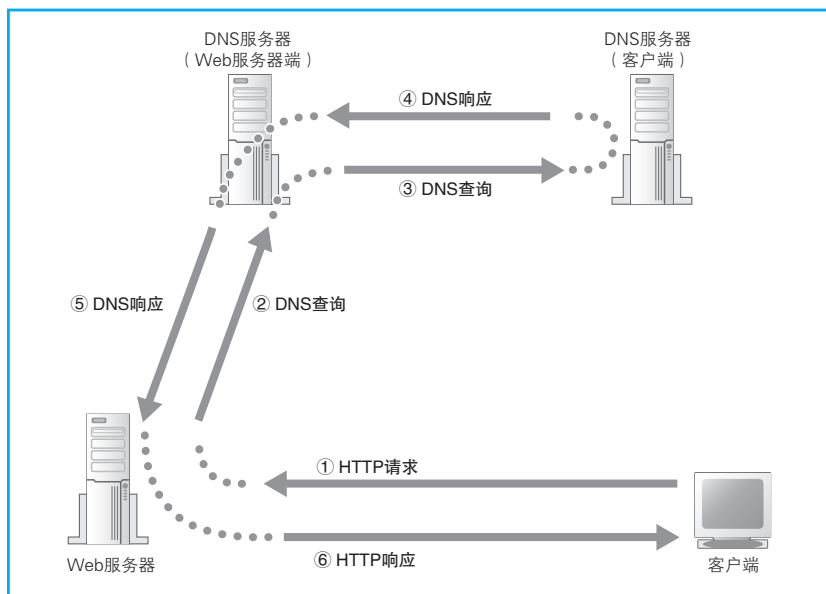 DNS服务器
（Web服务器端）
DNS服务器
（客户端）
④ DNS响应
③ DNS查询
⑤ DNS响应
② DNS查询
① HTTP请求
⑥ HTTP响应
Web服务器
客户端